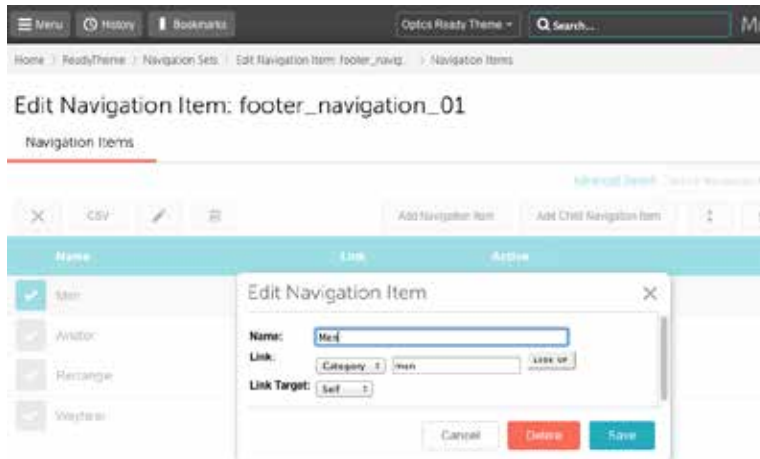 Menu History Bookmarks Optics Ready Theme Search...
Home / ReadyTheme / Navigation Sets / Edit Navigation Item: footer_navig... Navigation Items
Edit Navigation Item: footer_navigation_01
Navigation Items
Advanced Search
CSV Add Navigation Item Add Child Navigation Item
Name Link Active
Men
Edit Navigation Item
Aviator
Name: Men
Link: Category men LOOK UP
Rectangle
Link Target: Self
Wayfarer
Cancel Delete Save